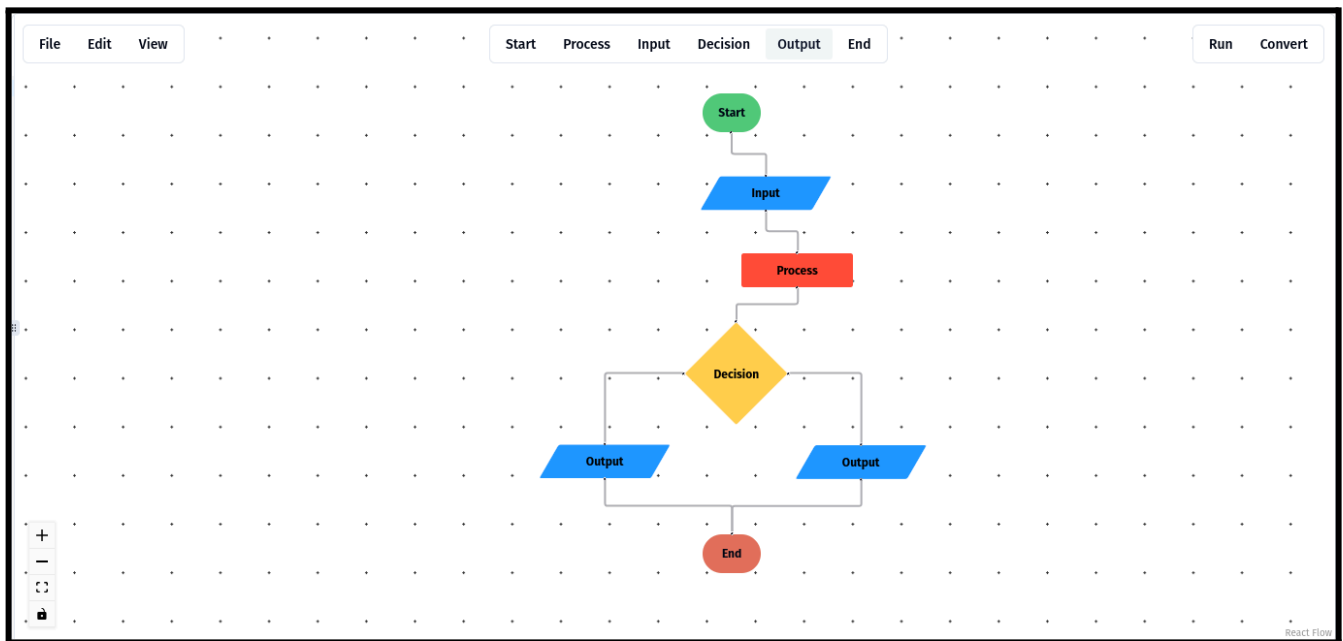 File Edit View
Start Process Input Decision Output End
Run Convert
Start
Input
Process
Decision
Output Output
End
React Flow